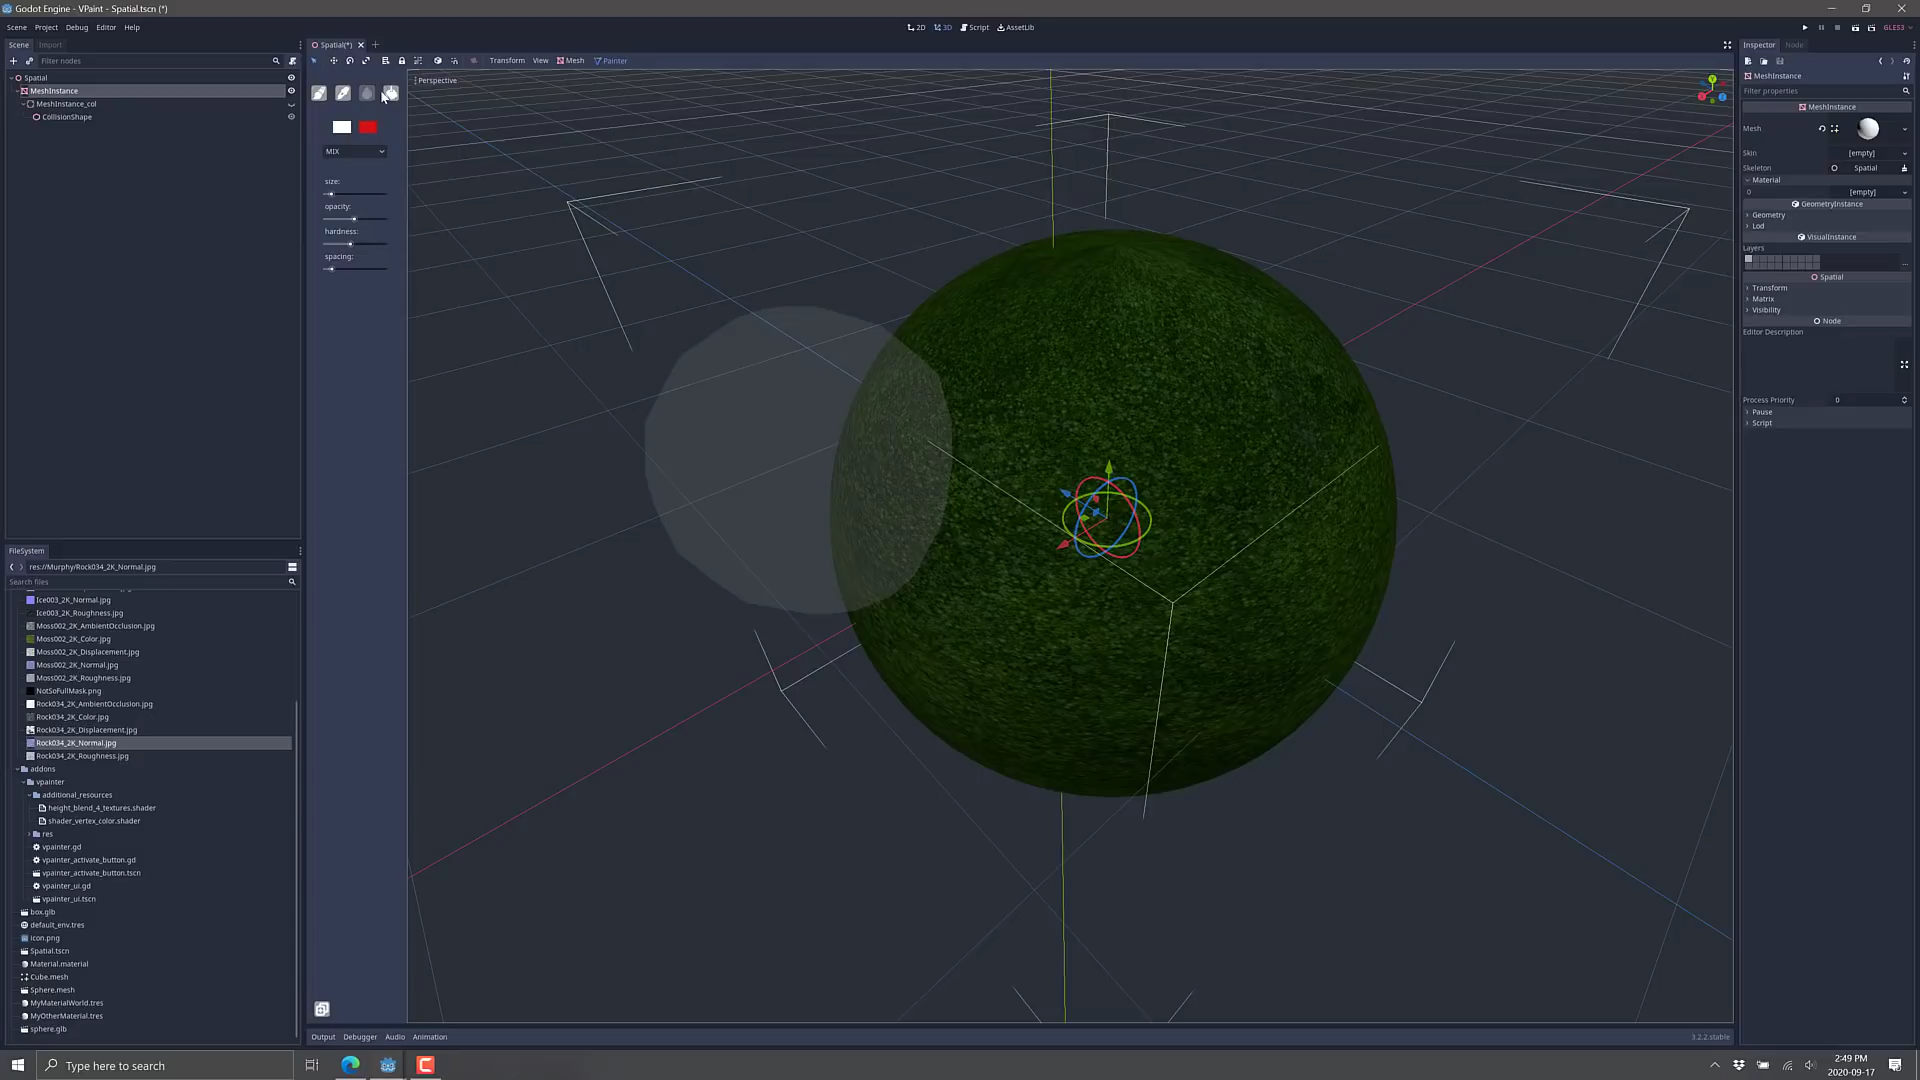 Godot Engine - VPaint - Spatial.tscn (*)
Scene Project Debug Editor Help
2D 3D Script AssetLib
GLES3
Scene Import
Filter nodes
Spatial
MeshInstance
MeshInstance_col
CollisionShape
Spatial(*)
Transform View Mesh Painter
Perspective
MIX
size:
opacity:
hardness:
spacing:
Inspector Node
MeshInstance
Filter properties
MeshInstance
Mesh
Skin [empty]
Skeleton Spatial
Material
0 [empty]
GeometryInstance
Geometry
Lod
VisualInstance
Layers
...
Spatial
Transform
Matrix
Visibility
Node
Editor Description
Process Priority 0
Pause
Script
FileSystem
res://Murphy/Rock034_2K_Normal.jpg
Search files
Ice003_2K_Normal.jpg
Ice003_2K_Roughness.jpg
Moss002_2K_AmbientOcclusion.jpg
Moss002_2K_Color.jpg
Moss002_2K_Displacement.jpg
Moss002_2K_Normal.jpg
Moss002_2K_Roughness.jpg
NotSoFullMask.png
Rock034_2K_AmbientOcclusion.jpg
Rock034_2K_Color.jpg
Rock034_2K_Displacement.jpg
Rock034_2K_Normal.jpg
Rock034_2K_Roughness.jpg
addons
vpainter
additional_resources
height_blend_4_textures.shader
shader_vertex_color.shader
res
vpainter.gd
vpainter_activate_button.gd
vpainter_activate_button.tscn
vpainter_ui.gd
vpainter_ui.tscn
box.glb
default_env.tres
icon.png
Spatial.tscn
Material.material
Cube.mesh
Sphere.mesh
MyMaterialWorld.tres
MyOtherMaterial.tres
sphere.glb
Output Debugger Audio Animation
3.2.2.stable
Type here to search
2:49 PM
2020-09-17